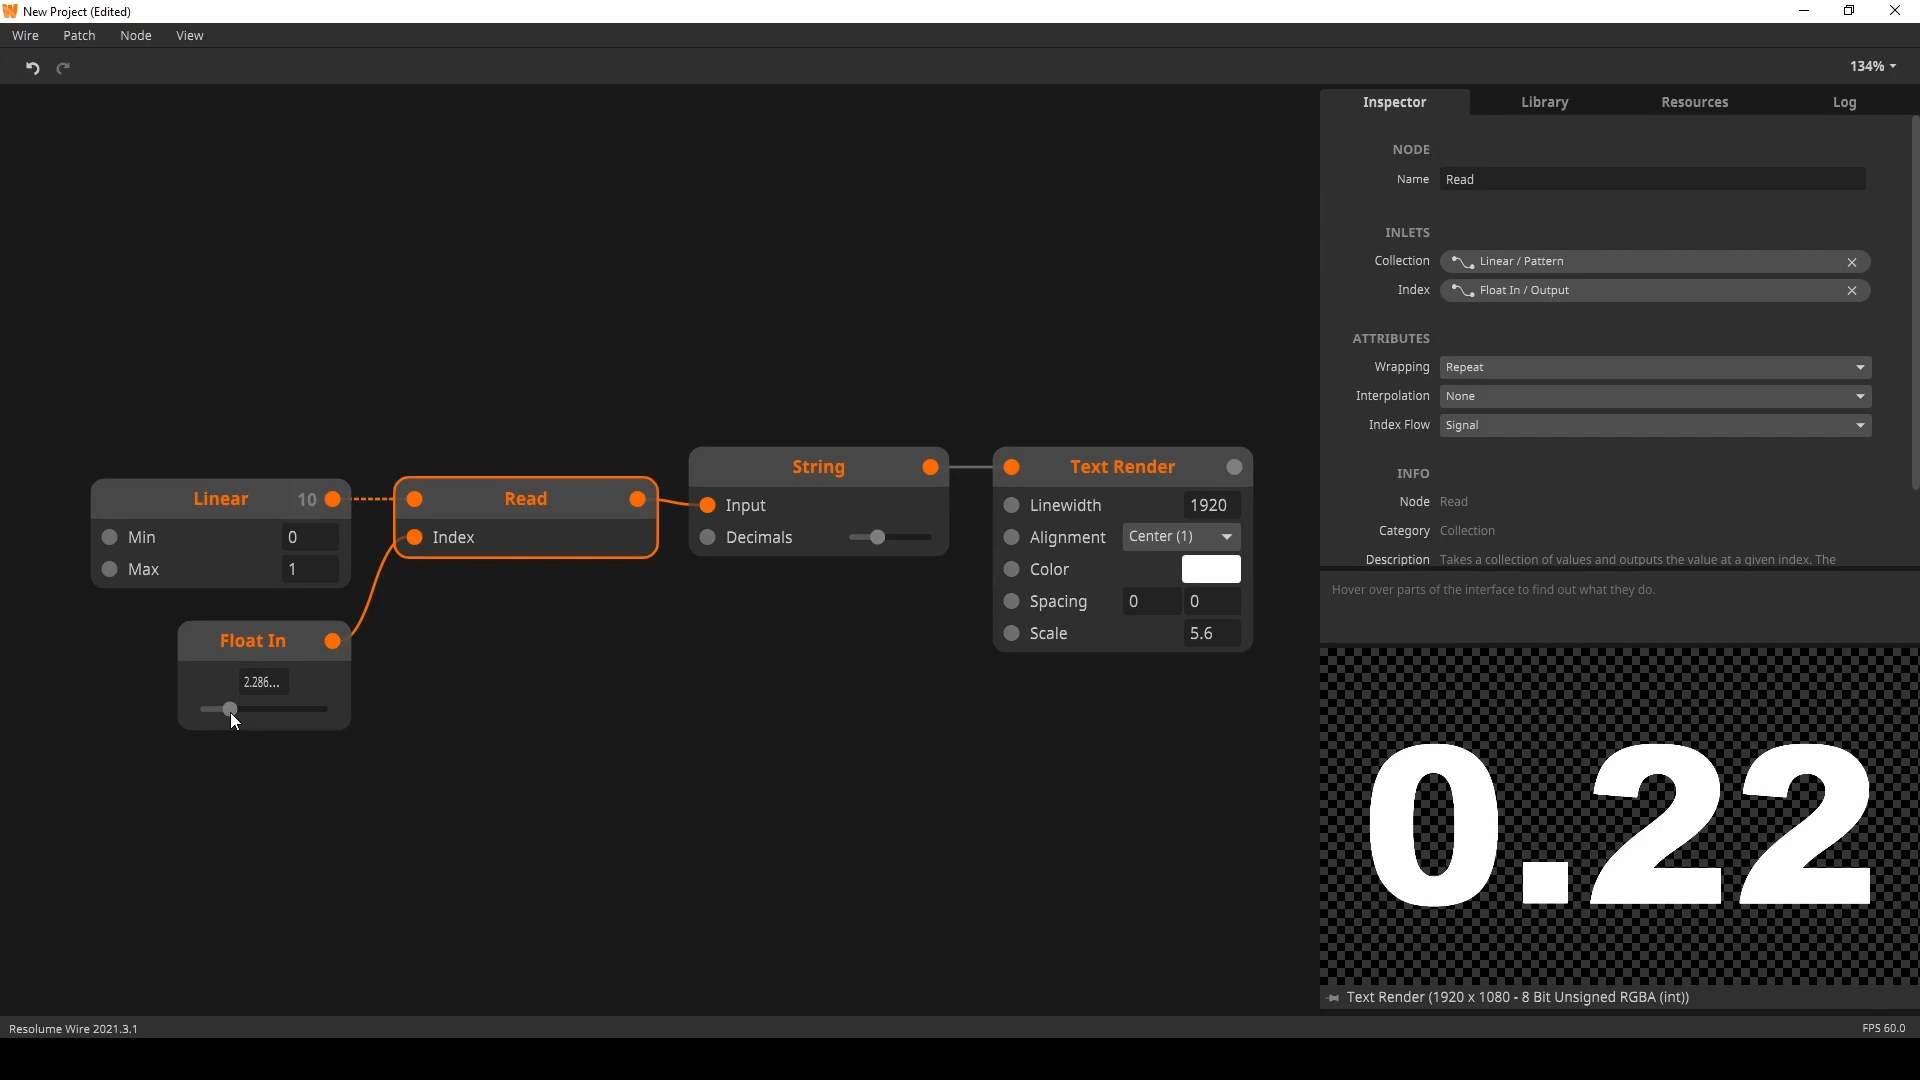 New Project (Edited)
Wire Patch Node View
134%
Inspector Library Resources Log
NODE
Name Read
INLETS
Collection Linear / Pattern
Index Float In / Output
ATTRIBUTES
Wrapping Repeat
Interpolation None
Index Flow Signal
INFO
Node Read
Category Collection
Description Takes a collection of values and outputs the value at a given index. The
Hover over parts of the interface to find out what they do.
Linear 10
Min 0
Max 1
Read
Index
Float In
2.286...
String
Input
Decimals
Text Render
Linewidth 1920
Alignment Center (1)
Color
Spacing 0 0
Scale 5.6
0.22
Text Render (1920 x 1080 - 8 Bit Unsigned RGBA (int))
Resolume Wire 2021.3.1
FPS 60.0